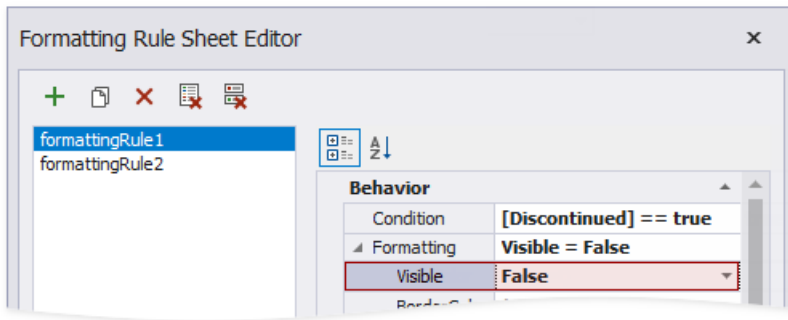 Formatting Rule Sheet Editor
formattingRule1
formattingRule2
Behavior
Condition [Discontinued] == true
Formatting Visible = False
Visible False